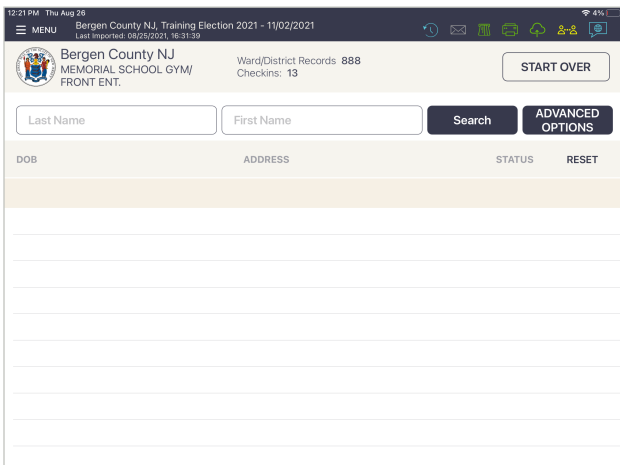 12:21 PM Thu Aug 26
4%
MENU
Bergen County NJ, Training Election 2021 - 11/02/2021
Last Imported: 08/25/2021, 16:31:39
Bergen County NJ
MEMORIAL SCHOOL GYM/
FRONT ENT.
Ward/District Records 888
Checkins: 13
START OVER
Last Name
First Name
Search
ADVANCED
OPTIONS
DOB ADDRESS STATUS RESET